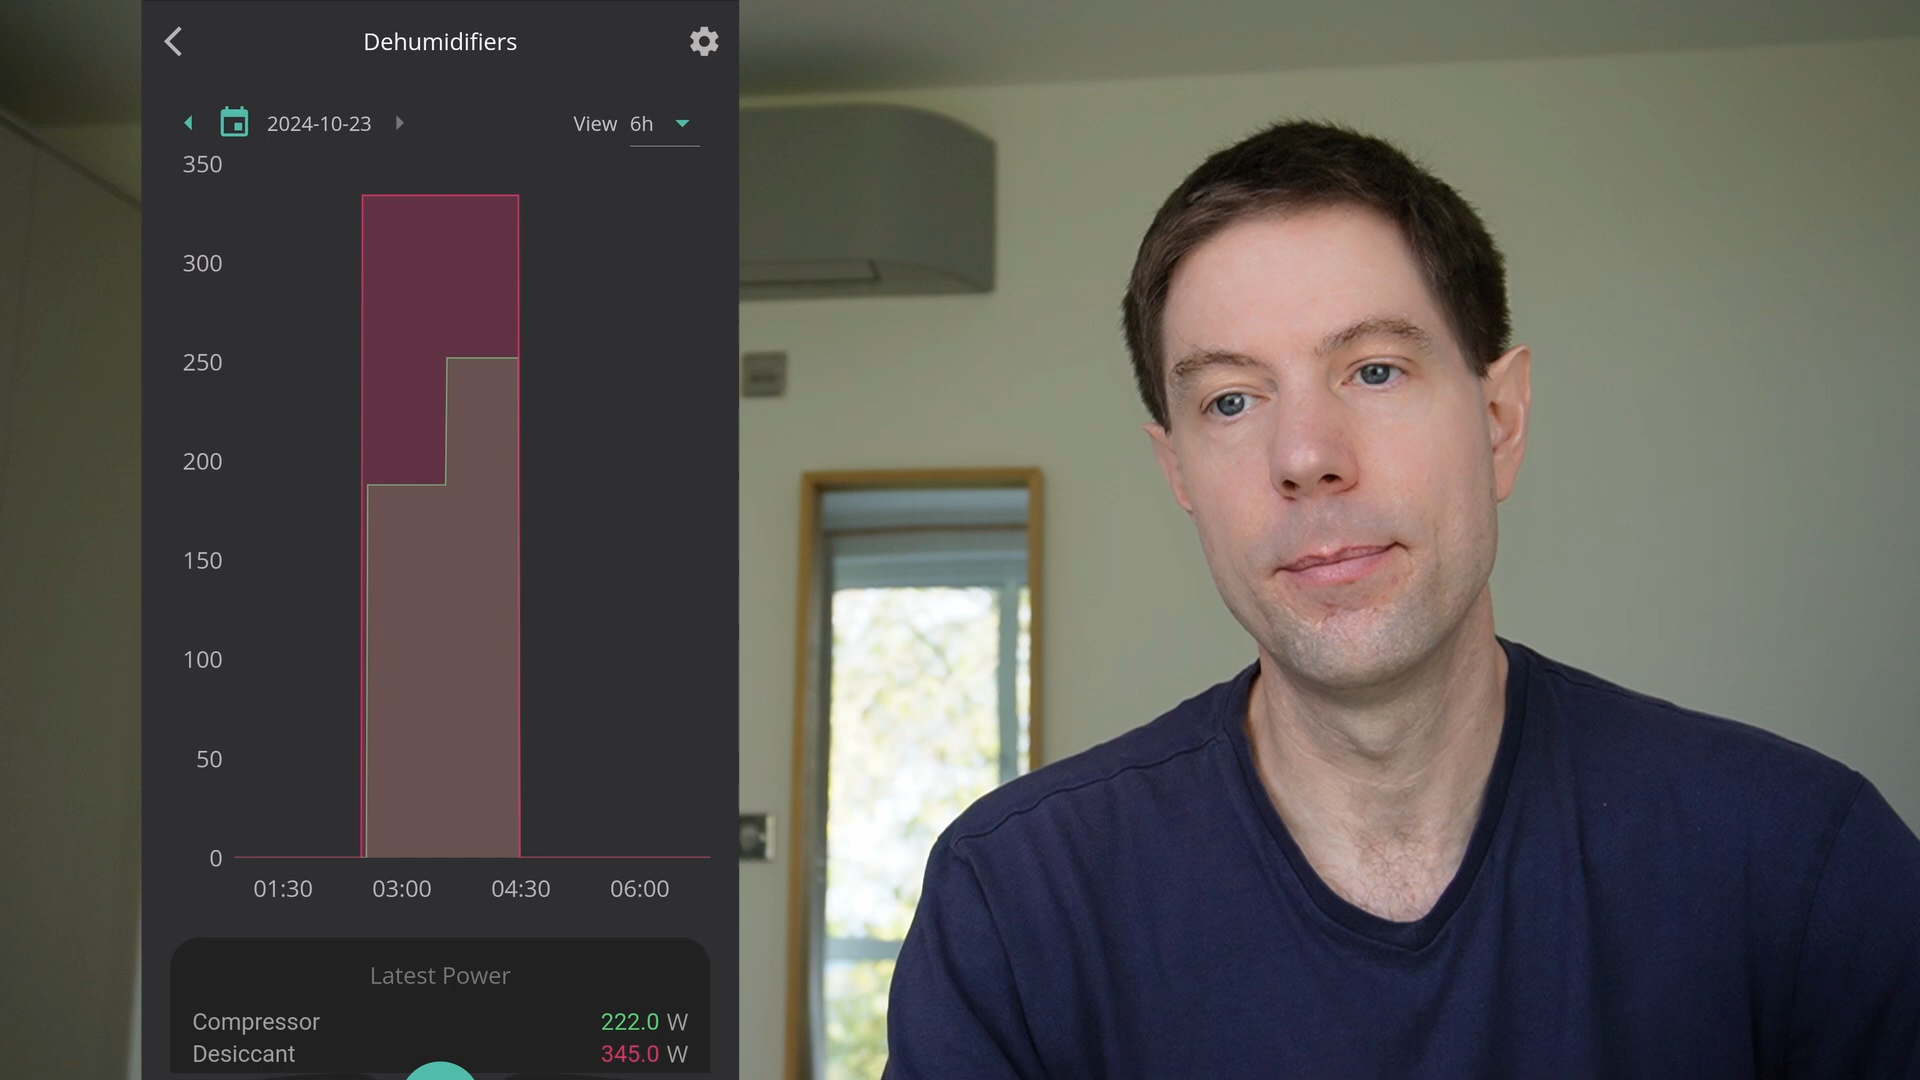 Dehumidifiers
2024-10-23 View 6h
350
300
250
200
150
100
50
0
01:30 03:00 04:30 06:00
Latest Power
Compressor 222.0 W
Desiccant 345.0 W